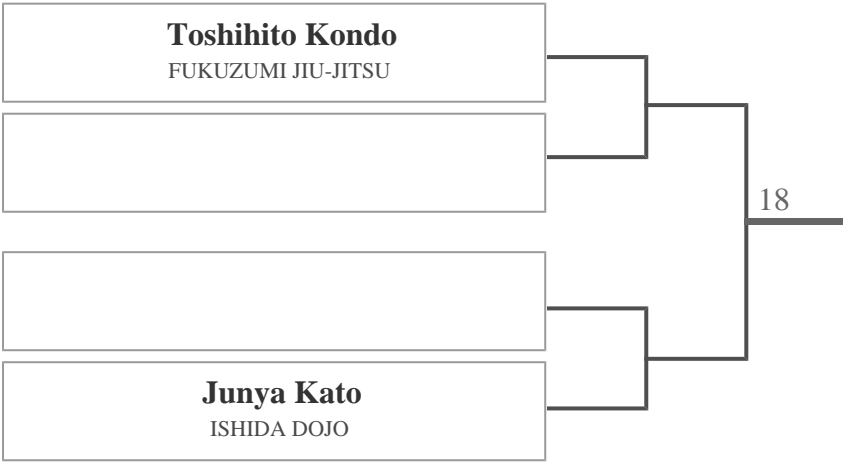 Toshihito Kondo
FUKUZUMI JIU-JITSU
18
Junya Kato
ISHIDA DOJO